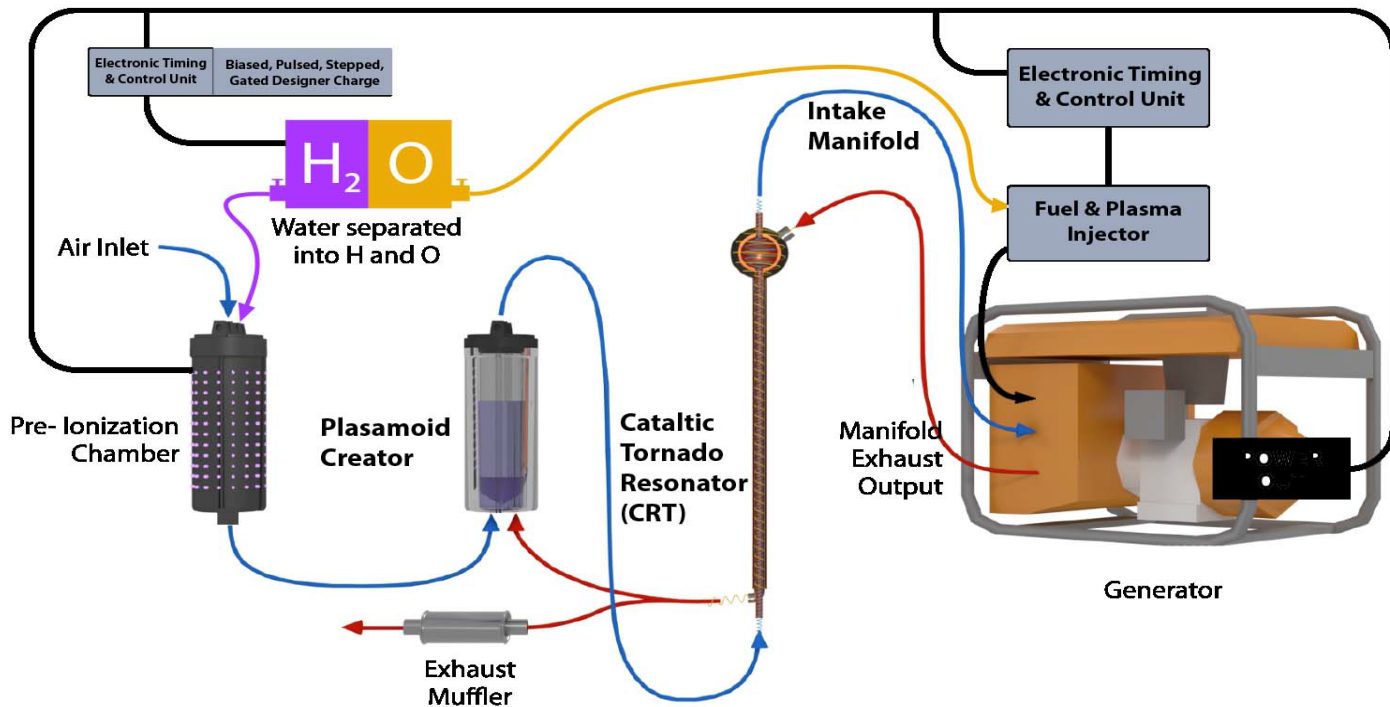 Electronic Timing
& Control Unit
Biased, Pulsed, Stepped,
Gated Designer Charge
Electronic Timing
& Control Unit
Intake
Manifold
H2
O
Fuel & Plasma
Injector
Water separated
into H and O
Air Inlet
Pre- Ionization
Chamber
Plasamoid
Creator
Cataltic
Tornado
Resonator
(CRT)
Manifold
Exhaust
Output
Generator
Exhaust
Muffler